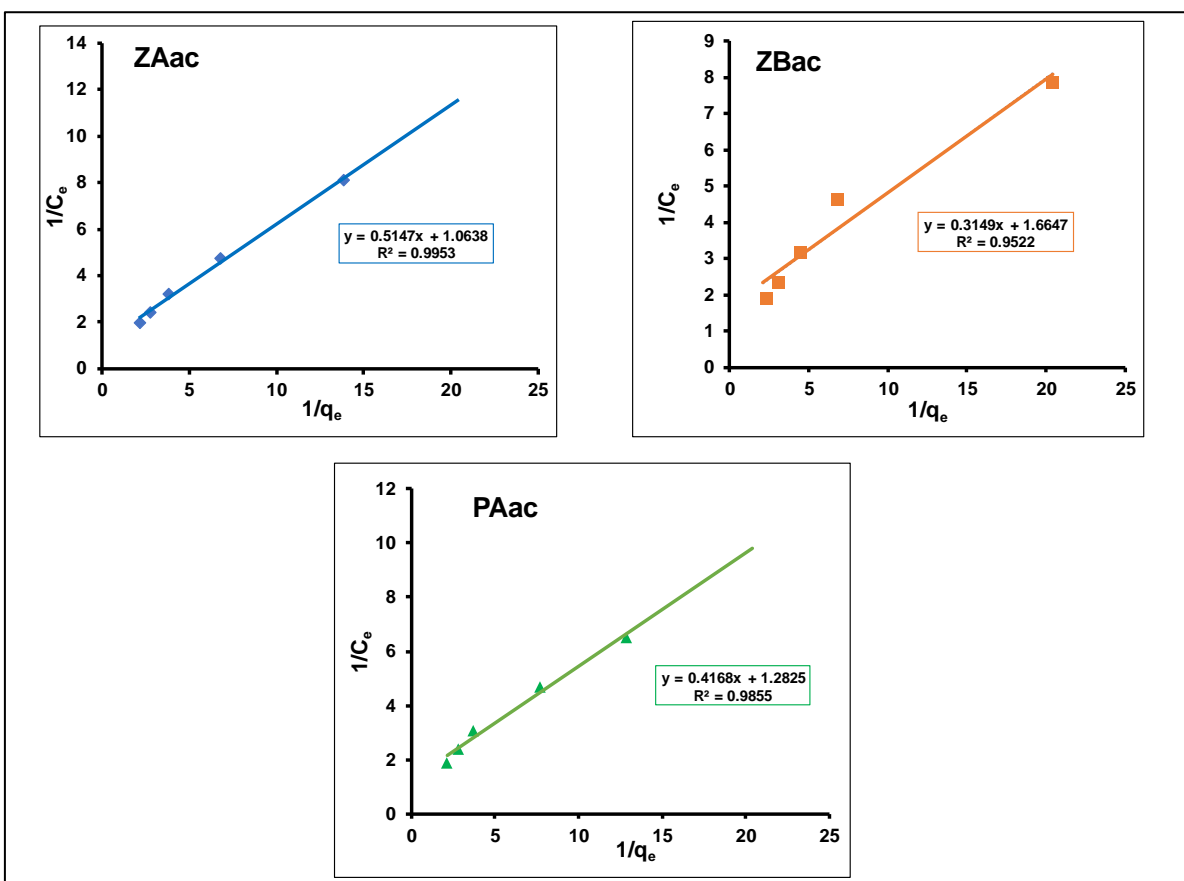 ZAac
14
12
10
8
6
4
2
0
1/Cₑ
y = 0.5147x + 1.0638
R² = 0.9953
0 5 10 15 20 25
1/qₑ
ZBac
9
8
7
6
5
4
3
2
1
0
1/Cₑ
y = 0.3149x + 1.6647
R² = 0.9522
0 5 10 15 20 25
1/qₑ
PAac
12
10
8
6
4
2
0
1/Cₑ
y = 0.4168x + 1.2825
R² = 0.9855
0 5 10 15 20 25
1/qₑ